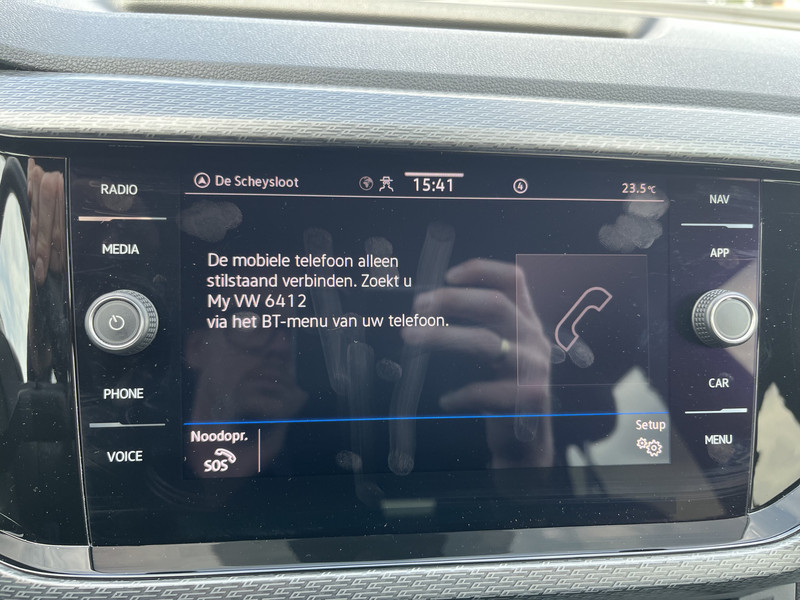 RADIO
MEDIA
PHONE
VOICE
De Scheysloot
15:41
4
23.5°C
De mobiele telefoon alleen
stilstaand verbinden. Zoekt u
My VW 6412
via het BT-menu van uw telefoon.
Noodopr.
SOS
Setup
NAV
APP
CAR
MENU